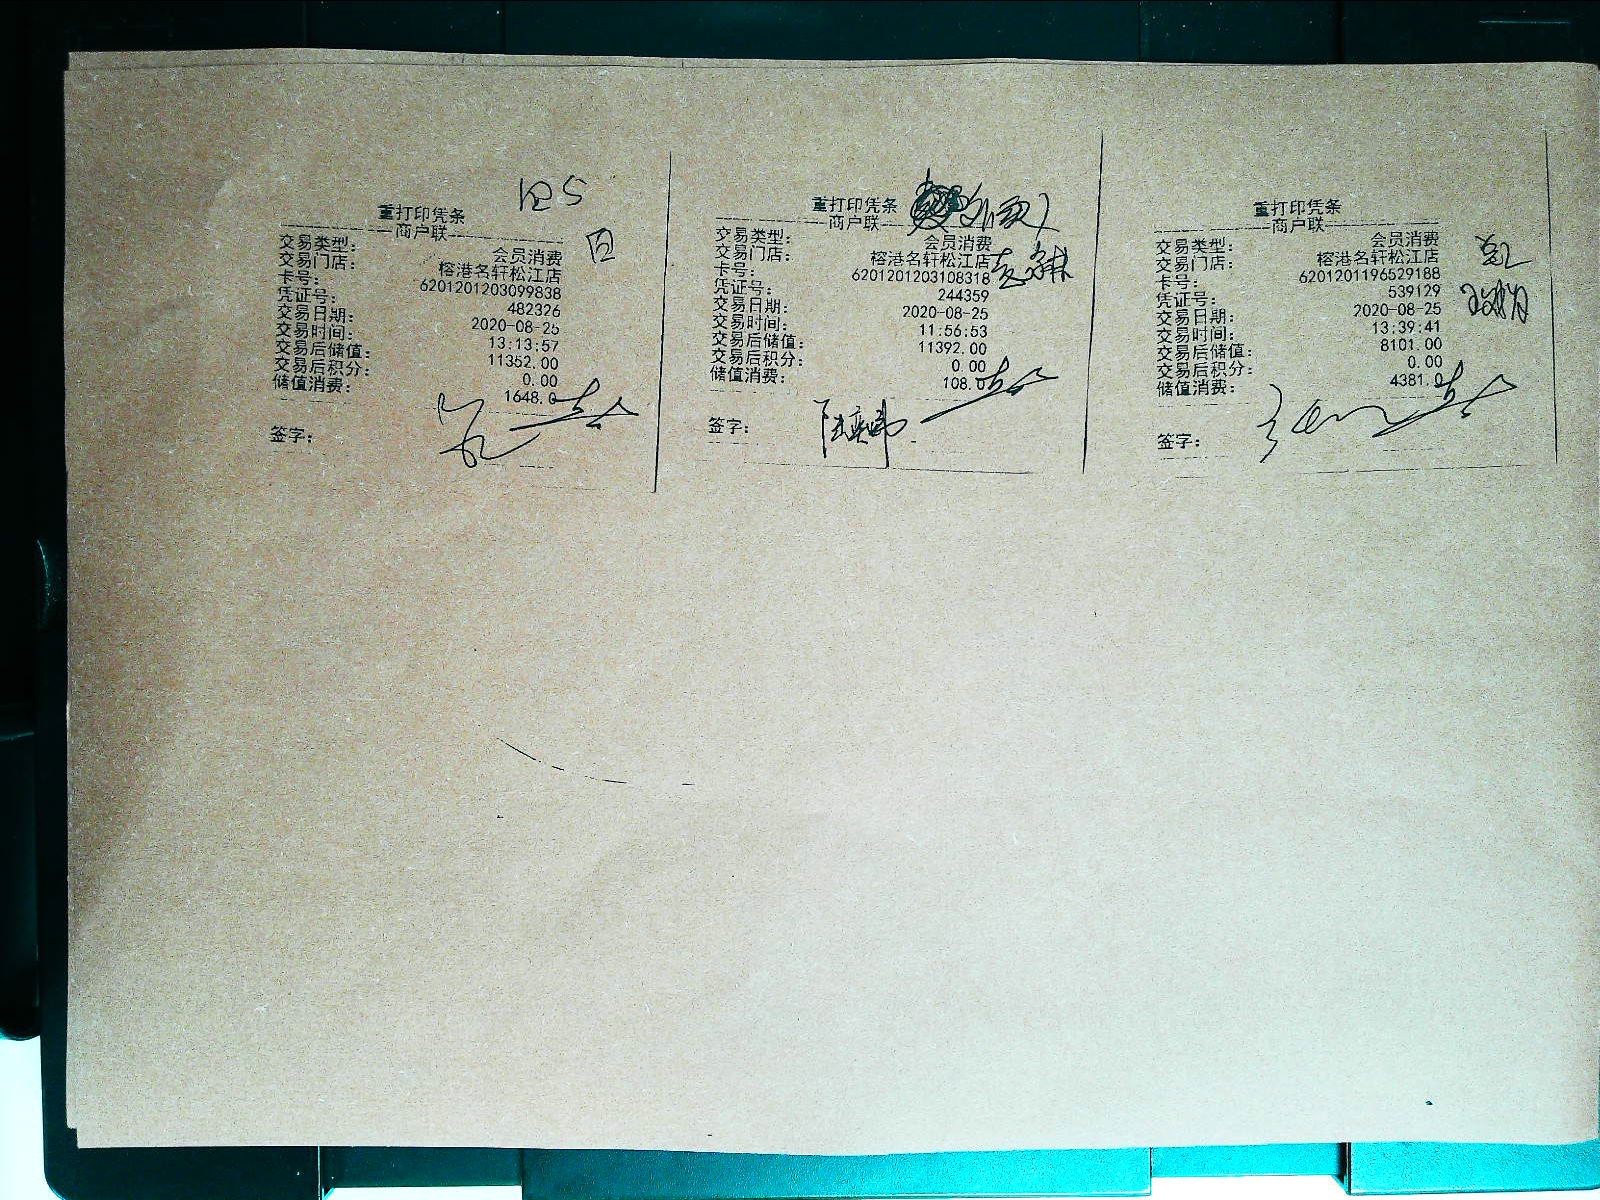 重打印凭条
商户联
交易类型: 会员消费
交易门店: 榕港名轩松江店
卡号: 6201201203099838
凭证号: 482326
交易日期: 2020-08-25
交易时间: 13:13:57
交易后储值: 11352.00
交易后积分: 0.00
储值消费: 1648.0
签字:
重打印凭条
商户联
交易类型: 会员消费
交易门店: 榕港名轩松江店
卡号: 6201201203108318
凭证号: 244359
交易日期: 2020-08-25
交易时间: 11:56:53
交易后储值: 11392.00
交易后积分: 0.00
储值消费: 108.0
签字:
重打印凭条
商户联
交易类型: 会员消费
交易门店: 榕港名轩松江店
卡号: 6201201196529188
凭证号: 539129
交易日期: 2020-08-25
交易时间: 13:39:41
交易后储值: 8101.00
交易后积分: 0.00
储值消费: 4381.0
签字: